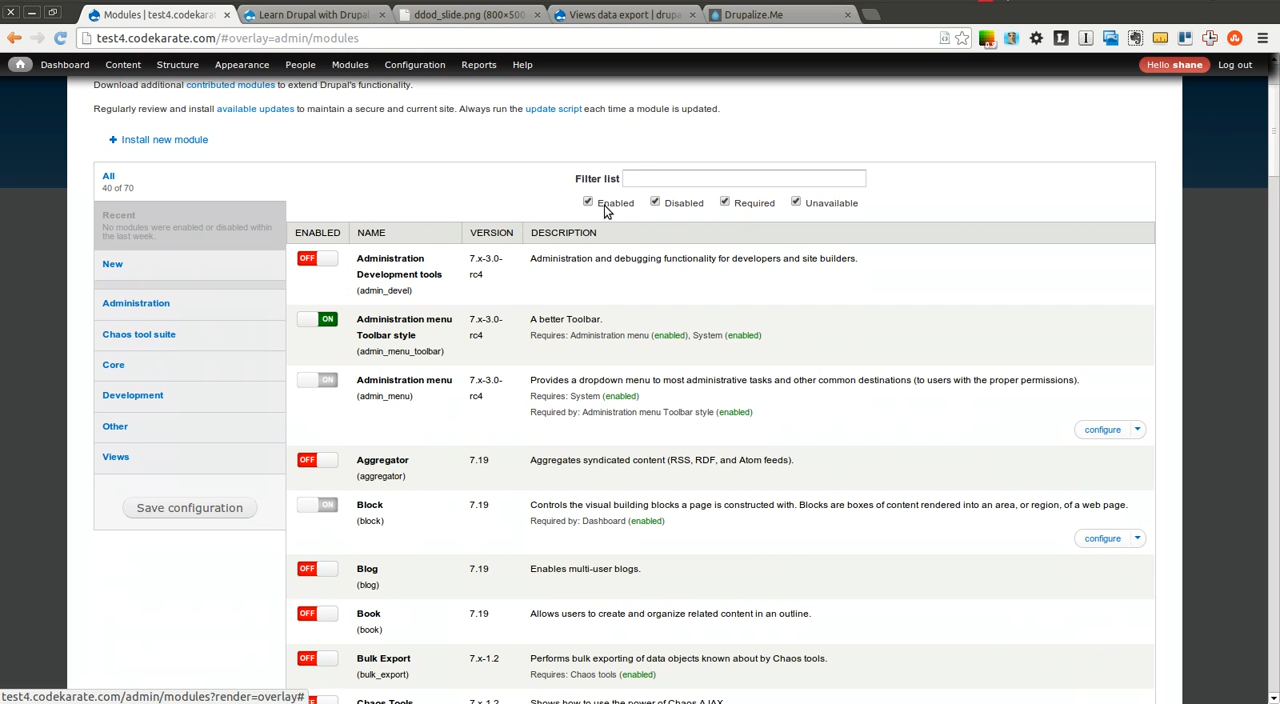 Modules | test4.codekara
Learn Drupal with Drupal
ddod_slide.png (800×500
Views data export | drupa
Drupalize.Me
test4.codekarate.com/#overlay=admin/modules
Dashboard Content Structure Appearance People Modules Configuration Reports Help
Hello shane Log out
Download additional contributed modules to extend Drupal's functionality.
Regularly review and install available updates to maintain a secure and current site. Always run the update script each time a module is updated.
+ Install new module
All
40 of 70
Recent
No modules were enabled or disabled within
the last week.
New
Administration
Chaos tool suite
Core
Development
Other
Views
Save configuration
Filter list
Enabled Disabled Required Unavailable
ENABLED NAME VERSION DESCRIPTION
OFF Administration 7.x-3.0- Administration and debugging functionality for developers and site builders.
Development tools rc4
(admin_devel)
ON Administration menu 7.x-3.0- A better Toolbar.
Toolbar style rc4 Requires: Administration menu (enabled), System (enabled)
(admin_menu_toolbar)
ON Administration menu 7.x-3.0- Provides a dropdown menu to most administrative tasks and other common destinations (to users with the proper permissions).
(admin_menu) rc4 Requires: System (enabled)
Required by: Administration menu Toolbar style (enabled)
configure
OFF Aggregator 7.19 Aggregates syndicated content (RSS, RDF, and Atom feeds).
(aggregator)
ON Block 7.19 Controls the visual building blocks a page is constructed with. Blocks are boxes of content rendered into an area, or region, of a web page.
(block) Required by: Dashboard (enabled)
configure
OFF Blog 7.19 Enables multi-user blogs.
(blog)
OFF Book 7.19 Allows users to create and organize related content in an outline.
(book)
OFF Bulk Export 7.x-1.2 Performs bulk exporting of data objects known about by Chaos tools.
(bulk_export) Requires: Chaos tools (enabled)
Chaos Tools 7.x-1.2 Shows how to use the power of Chaos AJAX.
test4.codekarate.com/admin/modules?render=overlay#